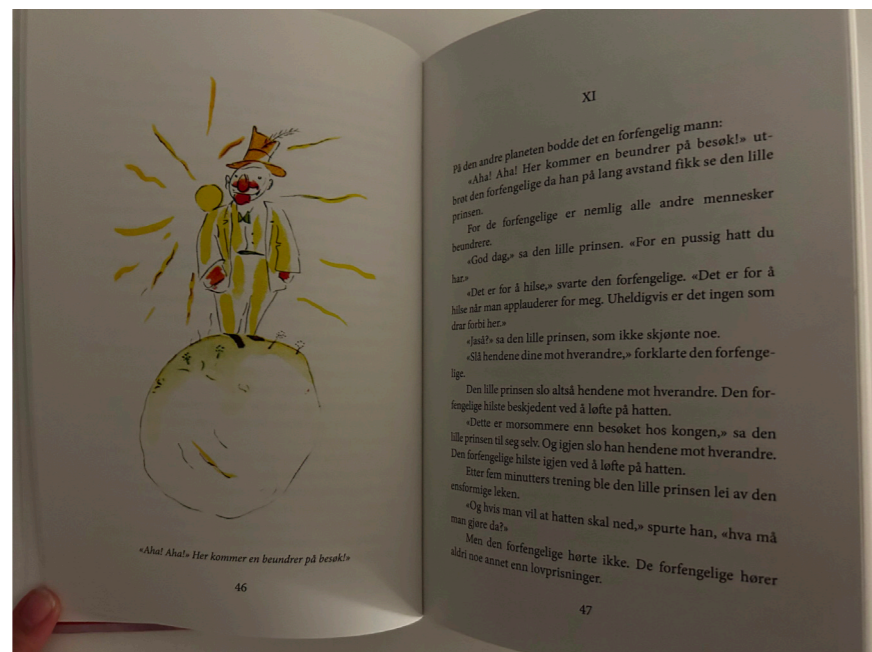 «Aha! Aha!» Her kommer en beundrer på besøk!»
46
XI
På den andre planeten bodde det en forfengelig mann:
«Aha! Aha! Her kommer en beundrer på besøk!» ut-
brøt den forfengelige da han på lang avstand fikk se den lille
prinsen.
For de forfengelige er nemlig alle andre mennesker
beundrere.
«God dag,» sa den lille prinsen. «For en pussig hatt du
har.»
«Det er for å hilse,» svarte den forfengelige. «Det er for å
hilse når man applauderer for meg. Uheldigvis er det ingen som
drar forbi her.»
«Jaså?» sa den lille prinsen, som ikke skjønte noe.
«Slå hendene dine mot hverandre,» forklarte den forfenge-
lige.
Den lille prinsen slo altså hendene mot hverandre. Den for-
fengelige hilste beskjedent ved å løfte på hatten.
«Dette er morsommere enn besøket hos kongen,» sa den
lille prinsen til seg selv. Og igjen slo han hendene mot hverandre.
Den forfengelige hilste igjen ved å løfte på hatten.
Etter fem minutters trening ble den lille prinsen lei av den
ensformige leken.
«Og hvis man vil at hatten skal ned,» spurte han, «hva må
man gjøre da?»
Men den forfengelige hørte ikke. De forfengelige hører
aldri noe annet enn lovprisninger.
47